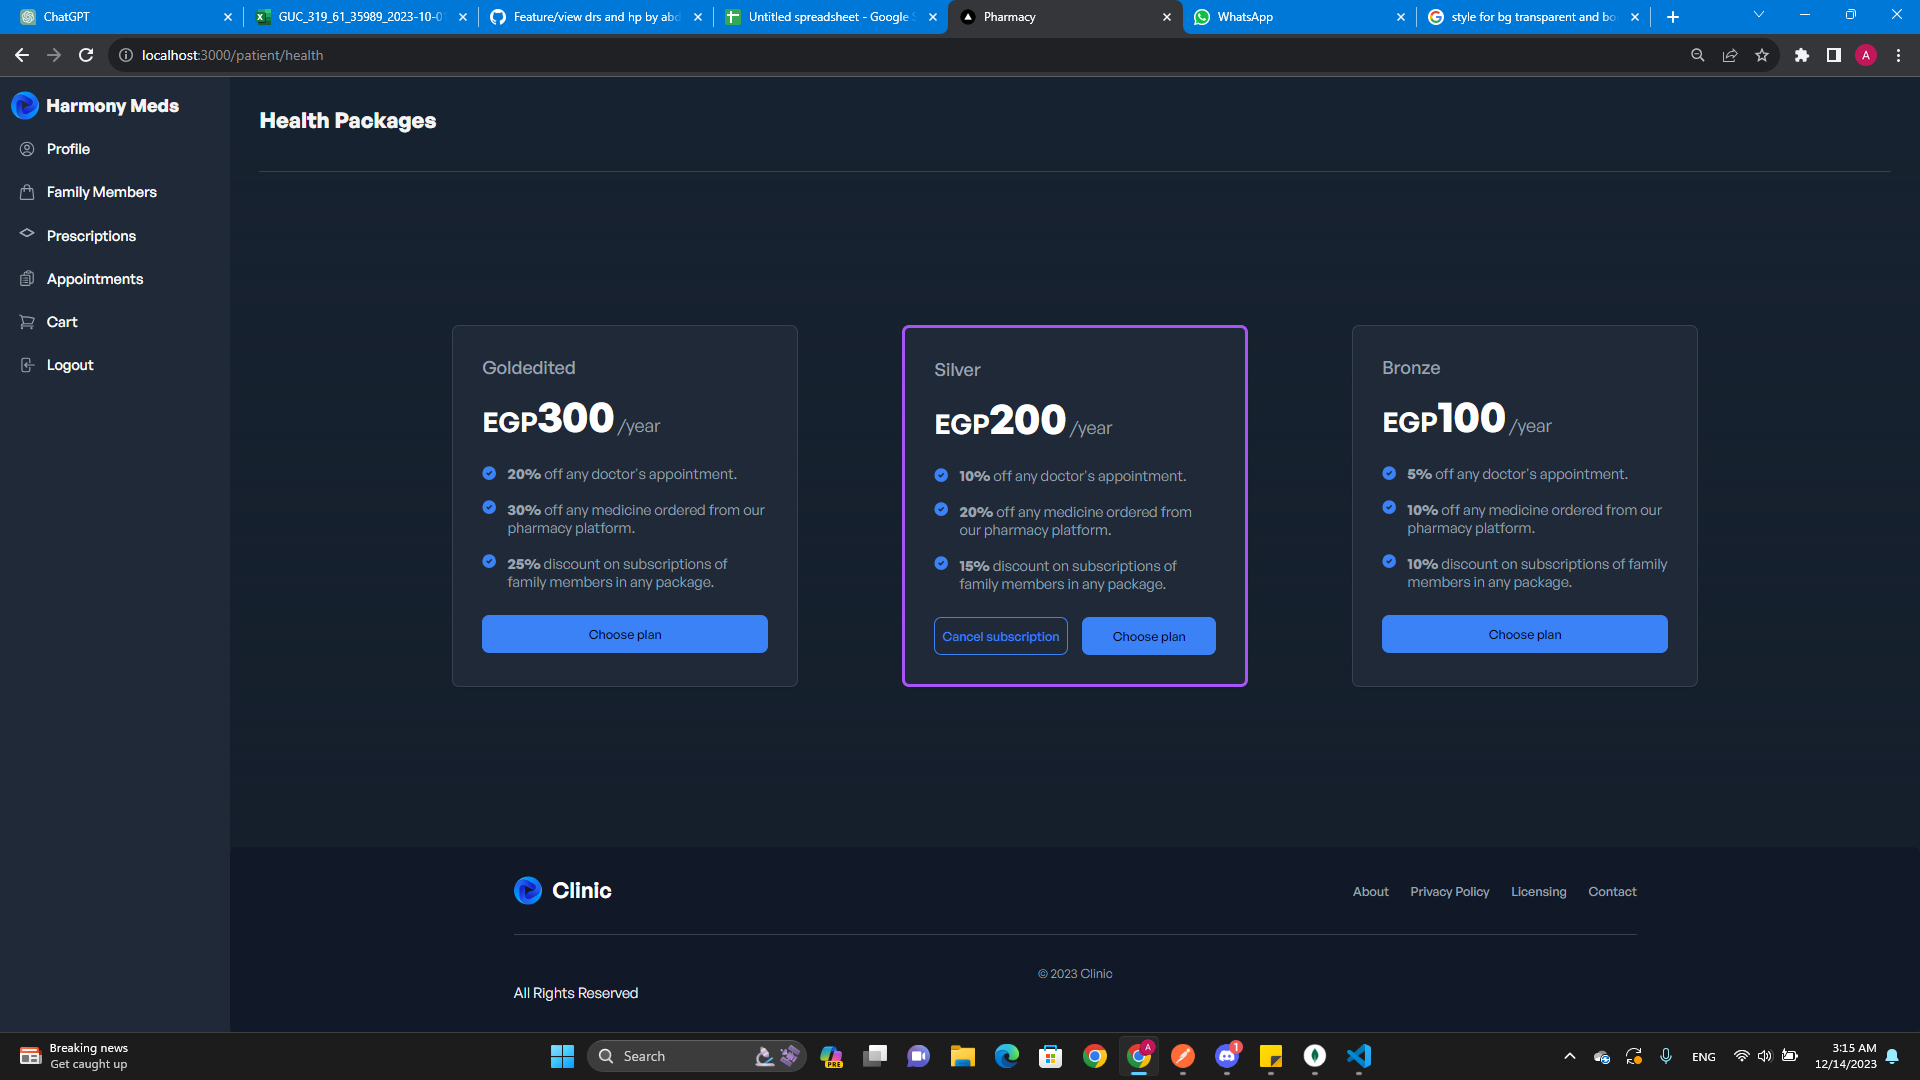 ChatGPT
GUC_319_61_35989_2023-10-0
Feature/view drs and hp by abd
Untitled spreadsheet - Google S
Pharmacy
WhatsApp
style for bg transparent and bo
localhost:3000/patient/health
A
Harmony Meds
Profile
Family Members
Prescriptions
Appointments
Cart
Logout
Health Packages
Goldedited
EGP300 /year
20% off any doctor's appointment.
30% off any medicine ordered from our
pharmacy platform.
25% discount on subscriptions of
family members in any package.
Choose plan
Silver
EGP200 /year
10% off any doctor's appointment.
20% off any medicine ordered from
our pharmacy platform.
15% discount on subscriptions of
family members in any package.
Cancel subscription
Choose plan
Bronze
EGP100 /year
5% off any doctor's appointment.
10% off any medicine ordered from our
pharmacy platform.
10% discount on subscriptions of family
members in any package.
Choose plan
Clinic
About
Privacy Policy
Licensing
Contact
© 2023 Clinic
All Rights Reserved
Breaking news
Get caught up
Search
PRE
A
1
ENG
3:15 AM
12/14/2023